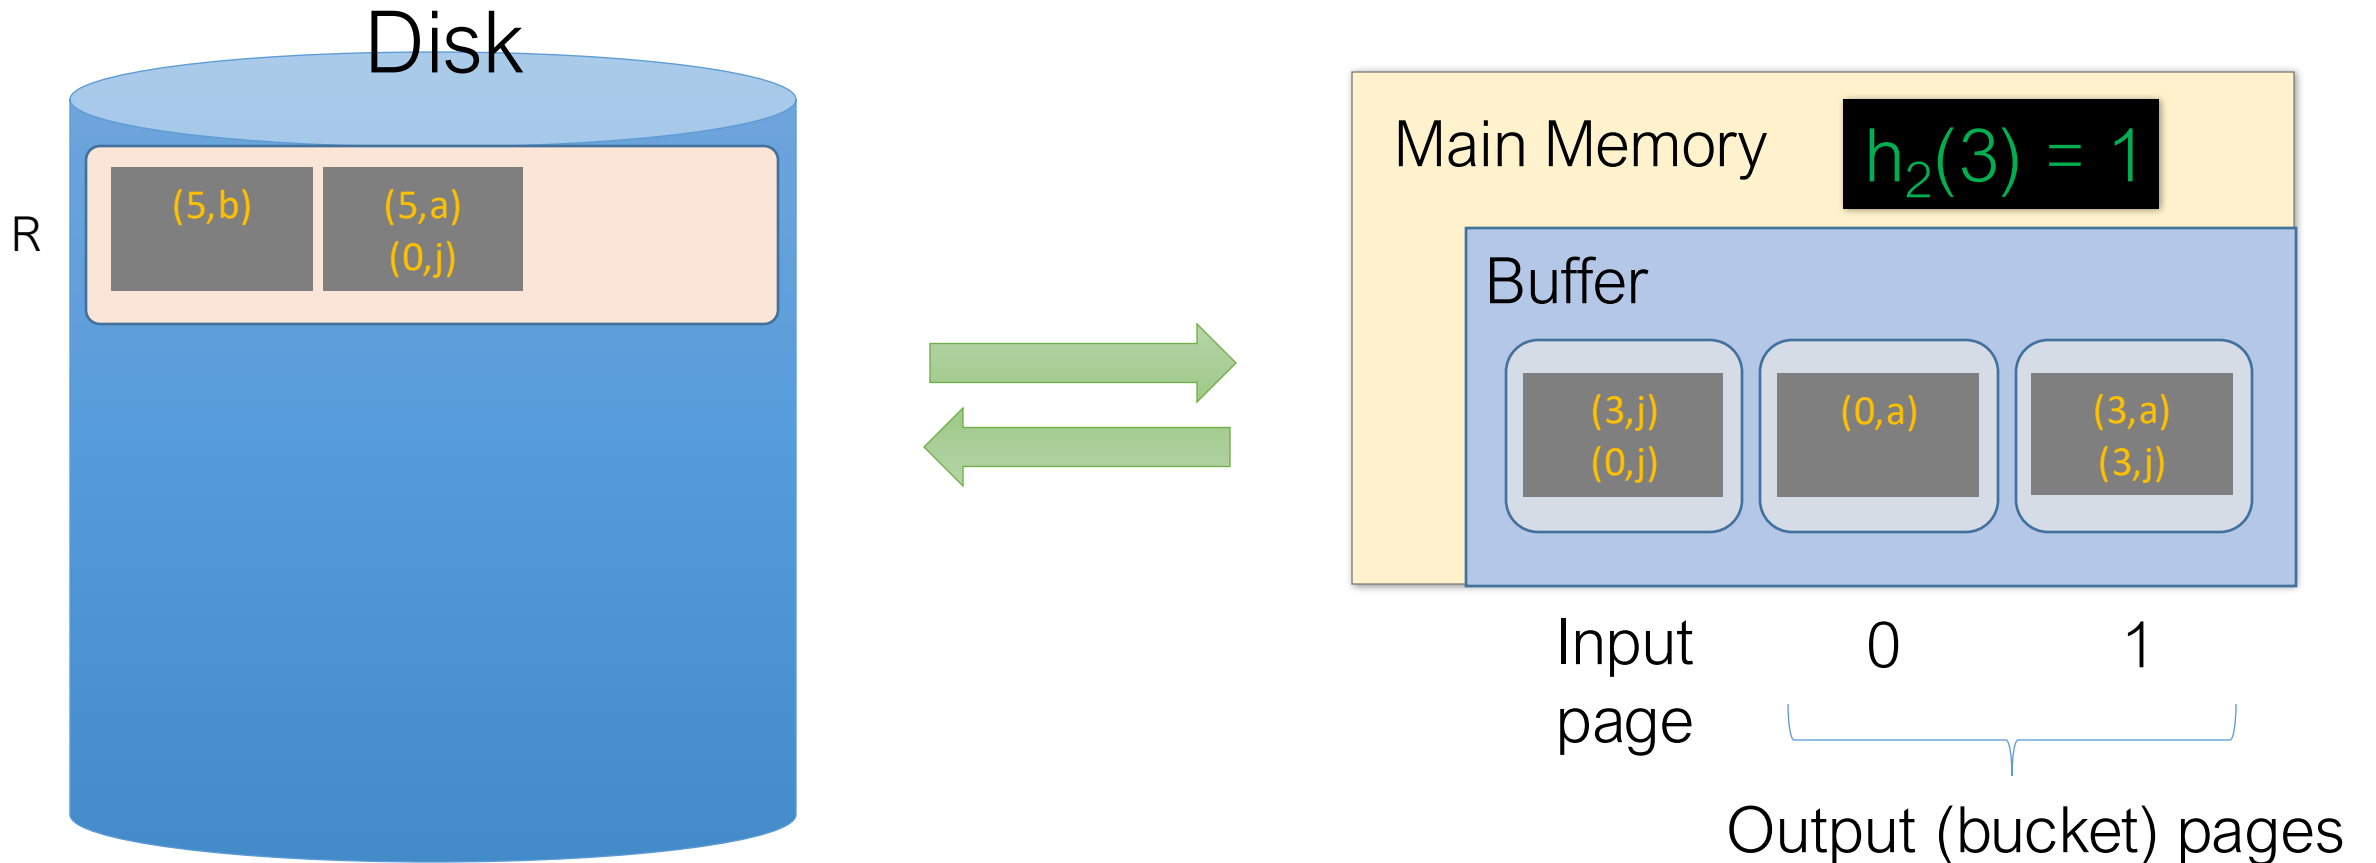 Disk
R
(5,b)
(5,a)
(0,j)
Main Memory
h₂(3) = 1
Buffer
(3,j)
(0,j)
(0,a)
(3,a)
(3,j)
Input
page
0
1
Output (bucket) pages